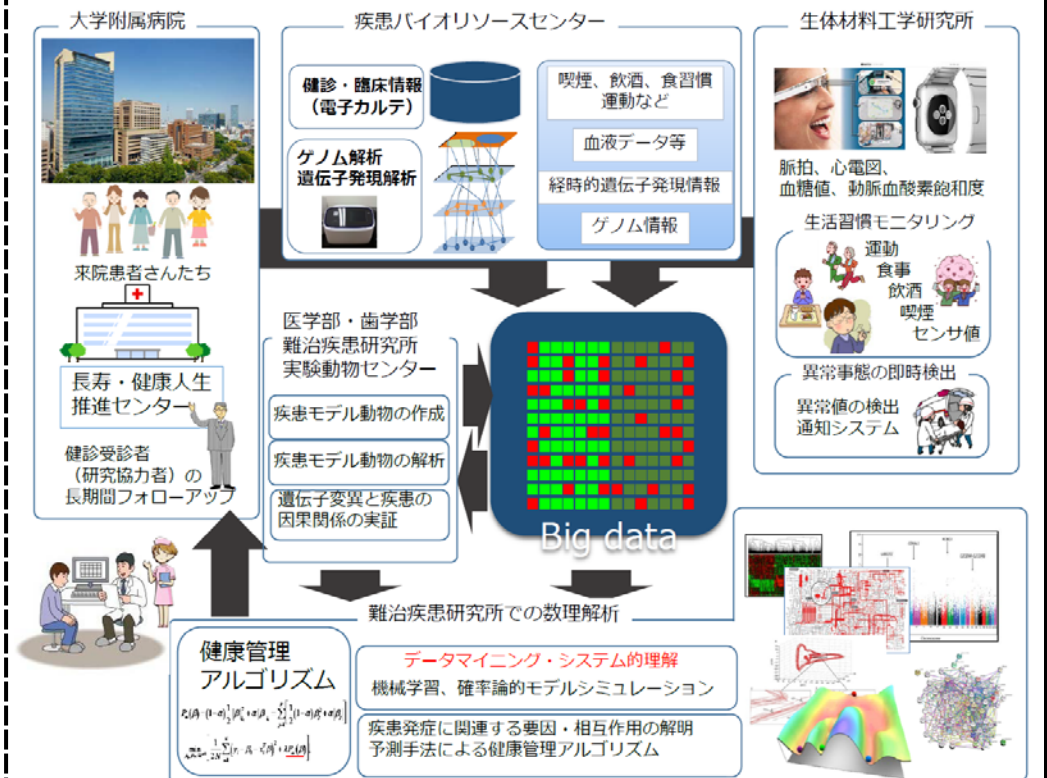 大学附属病院
来院患者さんたち
長寿・健康人生
推進センター
健診受診者
（研究協力者）の
長期間フォローアップ
疾患バイオリソースセンター
健診・臨床情報
（電子カルテ）
ゲノム解析
遺伝子発現解析
喫煙、飲酒、食習慣
運動など
血液データ等
経時的遺伝子発現情報
ゲノム情報
生体材料工学研究所
脈拍、心電図、
血糖値、動脈血酸素飽和度
生活習慣モニタリング
運動
食事
飲酒
喫煙
センサ値
異常事態の即時検出
異常値の検出
通知システム
医学部・歯学部
難治疾患研究所
実験動物センター
疾患モデル動物の作成
疾患モデル動物の解析
遺伝子変異と疾患の
因果関係の実証
Big data
難治疾患研究所での数理解析
健康管理
アルゴリズム
データマイニング・システム的理解
機械学習、確率論的モデルシミュレーション
疾患発症に関連する要因・相互作用の解明
予測手法による健康管理アルゴリズム